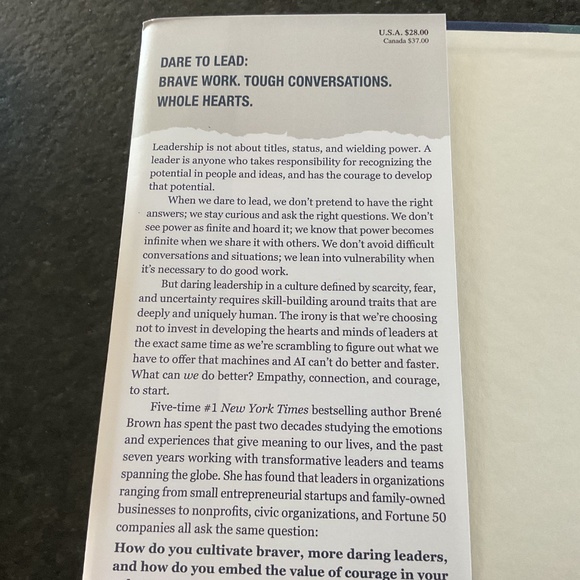 U.S.A. $28.00
Canada $37.00
DARE TO LEAD:
BRAVE WORK. TOUGH CONVERSATIONS.
WHOLE HEARTS.
Leadership is not about titles, status, and wielding power. A
leader is anyone who takes responsibility for recognizing the
potential in people and ideas, and has the courage to develop
that potential.
When we dare to lead, we don't pretend to have the right
answers; we stay curious and ask the right questions. We don't
see power as finite and hoard it; we know that power becomes
infinite when we share it with others. We don't avoid difficult
conversations and situations; we lean into vulnerability when
it's necessary to do good work.
But daring leadership in a culture defined by scarcity, fear,
and uncertainty requires skill-building around traits that are
deeply and uniquely human. The irony is that we're choosing
not to invest in developing the hearts and minds of leaders at
the exact same time as we're scrambling to figure out what we
have to offer that machines and AI can't do better and faster.
What can we do better? Empathy, connection, and courage,
to start.
Five-time #1 New York Times bestselling author Brené
Brown has spent the past two decades studying the emotions
and experiences that give meaning to our lives, and the past
seven years working with transformative leaders and teams
spanning the globe. She has found that leaders in organizations
ranging from small entrepreneurial startups and family-owned
businesses to nonprofits, civic organizations, and Fortune 50
companies all ask the same question:
How do you cultivate braver, more daring leaders,
and how do you embed the value of courage in your